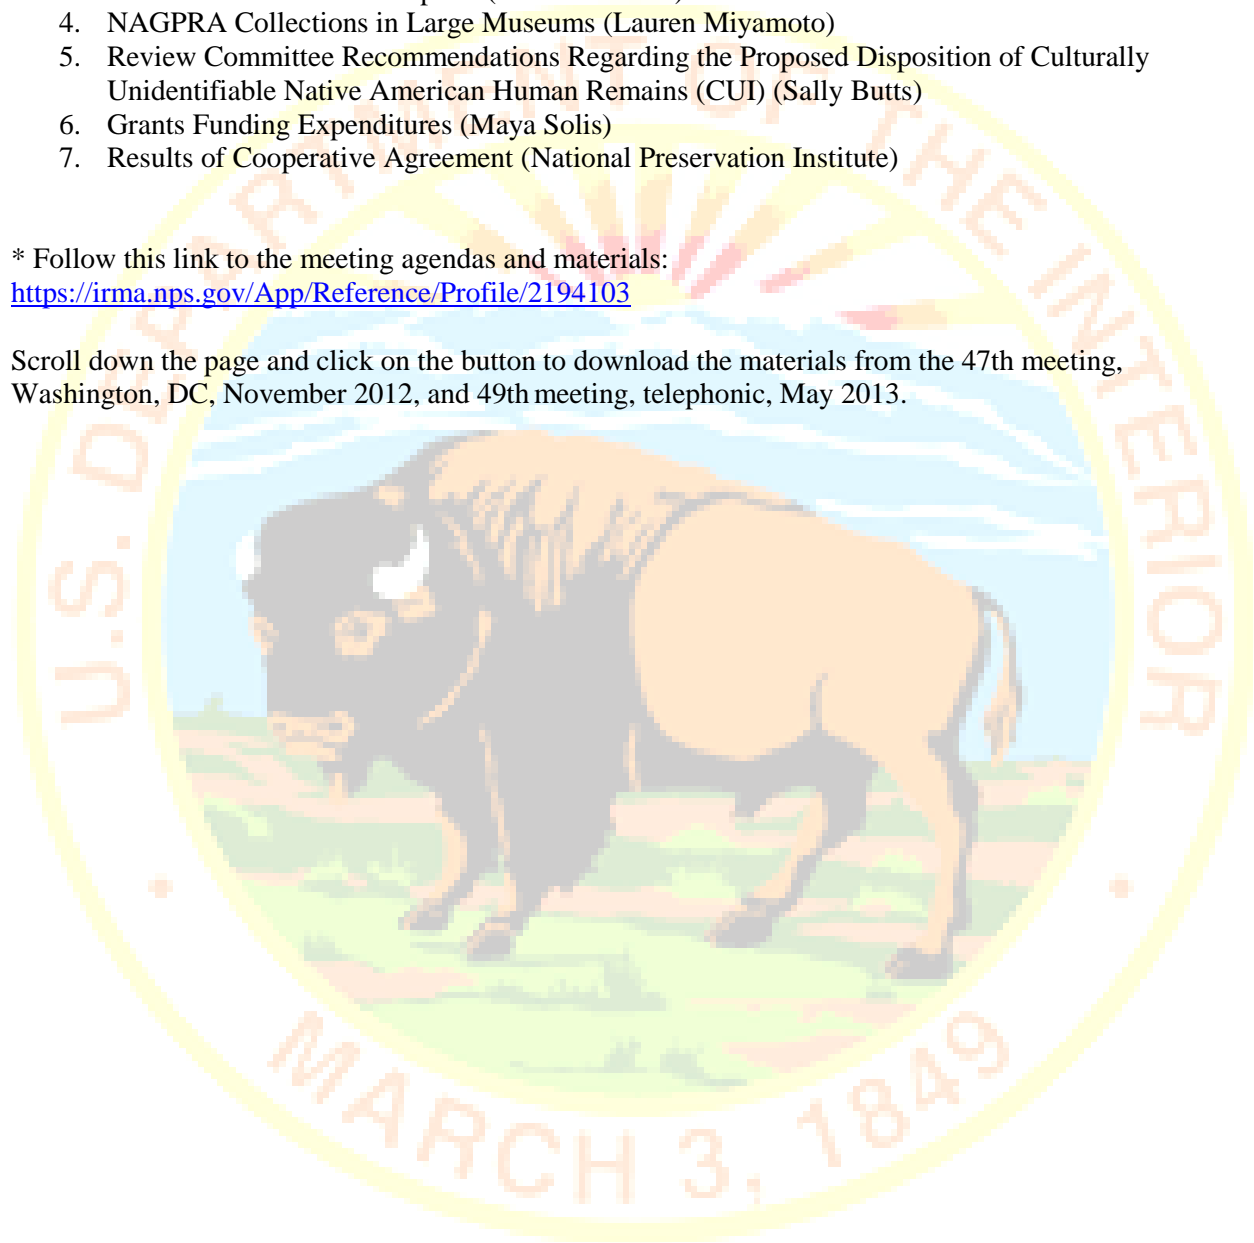 4. NAGPRA Collections in Large Museums (Lauren Miyamoto)
5. Review Committee Recommendations Regarding the Proposed Disposition of Culturally
Unidentifiable Native American Human Remains (CUI) (Sally Butts)
6. Grants Funding Expenditures (Maya Solis)
7. Results of Cooperative Agreement (National Preservation Institute)
* Follow this link to the meeting agendas and materials:
https://irma.nps.gov/App/Reference/Profile/2194103
Scroll down the page and click on the button to download the materials from the 47th meeting,
Washington, DC, November 2012, and 49th meeting, telephonic, May 2013.
U.S. DEPARTMENT OF THE INTERIOR
MARCH 3, 1849